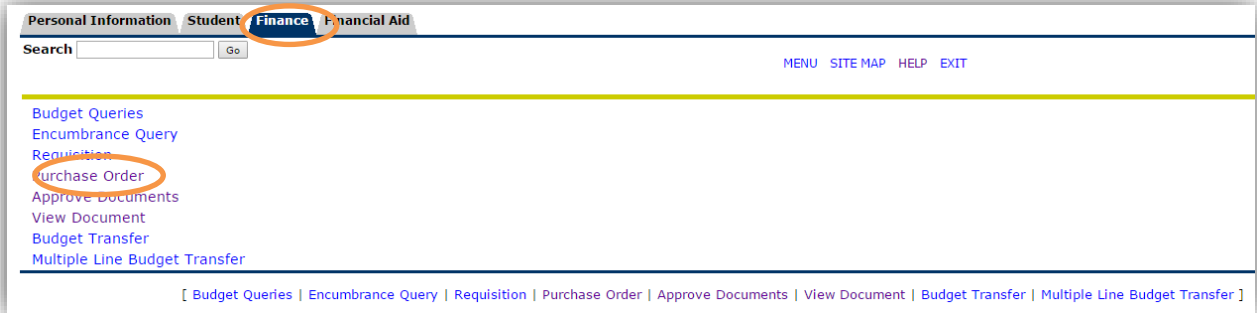 Personal Information Student Finance Financial Aid
Search Go
MENU SITE MAP HELP EXIT
Budget Queries
Encumbrance Query
Requisition
Purchase Order
Approve Documents
View Document
Budget Transfer
Multiple Line Budget Transfer
[ Budget Queries | Encumbrance Query | Requisition | Purchase Order | Approve Documents | View Document | Budget Transfer | Multiple Line Budget Transfer ]